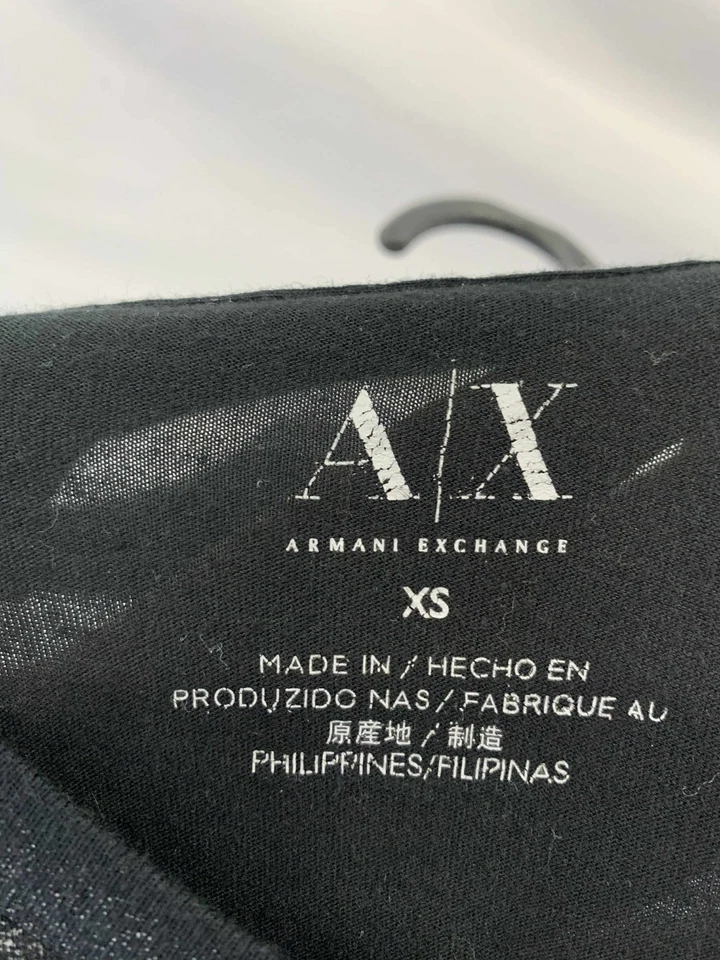 A|X
ARMANI EXCHANGE
XS
MADE IN / HECHO EN
PRODUZIDO NAS / FABRIQUE AU
原産地 / 制造
PHILIPPINES/FILIPINAS